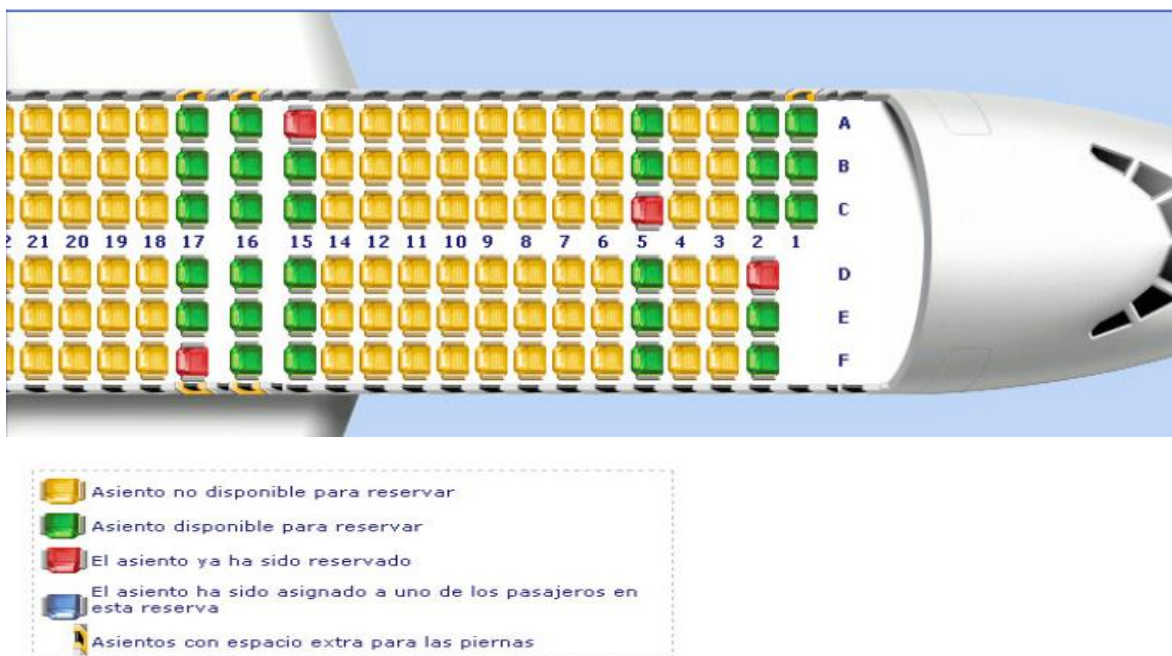 A
B
C
2 21 20 19 18 17 16 15 14 12 11 10 9 8 7 6 5 4 3 2 1
D
E
F
Asiento no disponible para reservar
Asiento disponible para reservar
El asiento ya ha sido reservado
El asiento ha sido asignado a uno de los pasajeros en
esta reserva
Asientos con espacio extra para las piernas